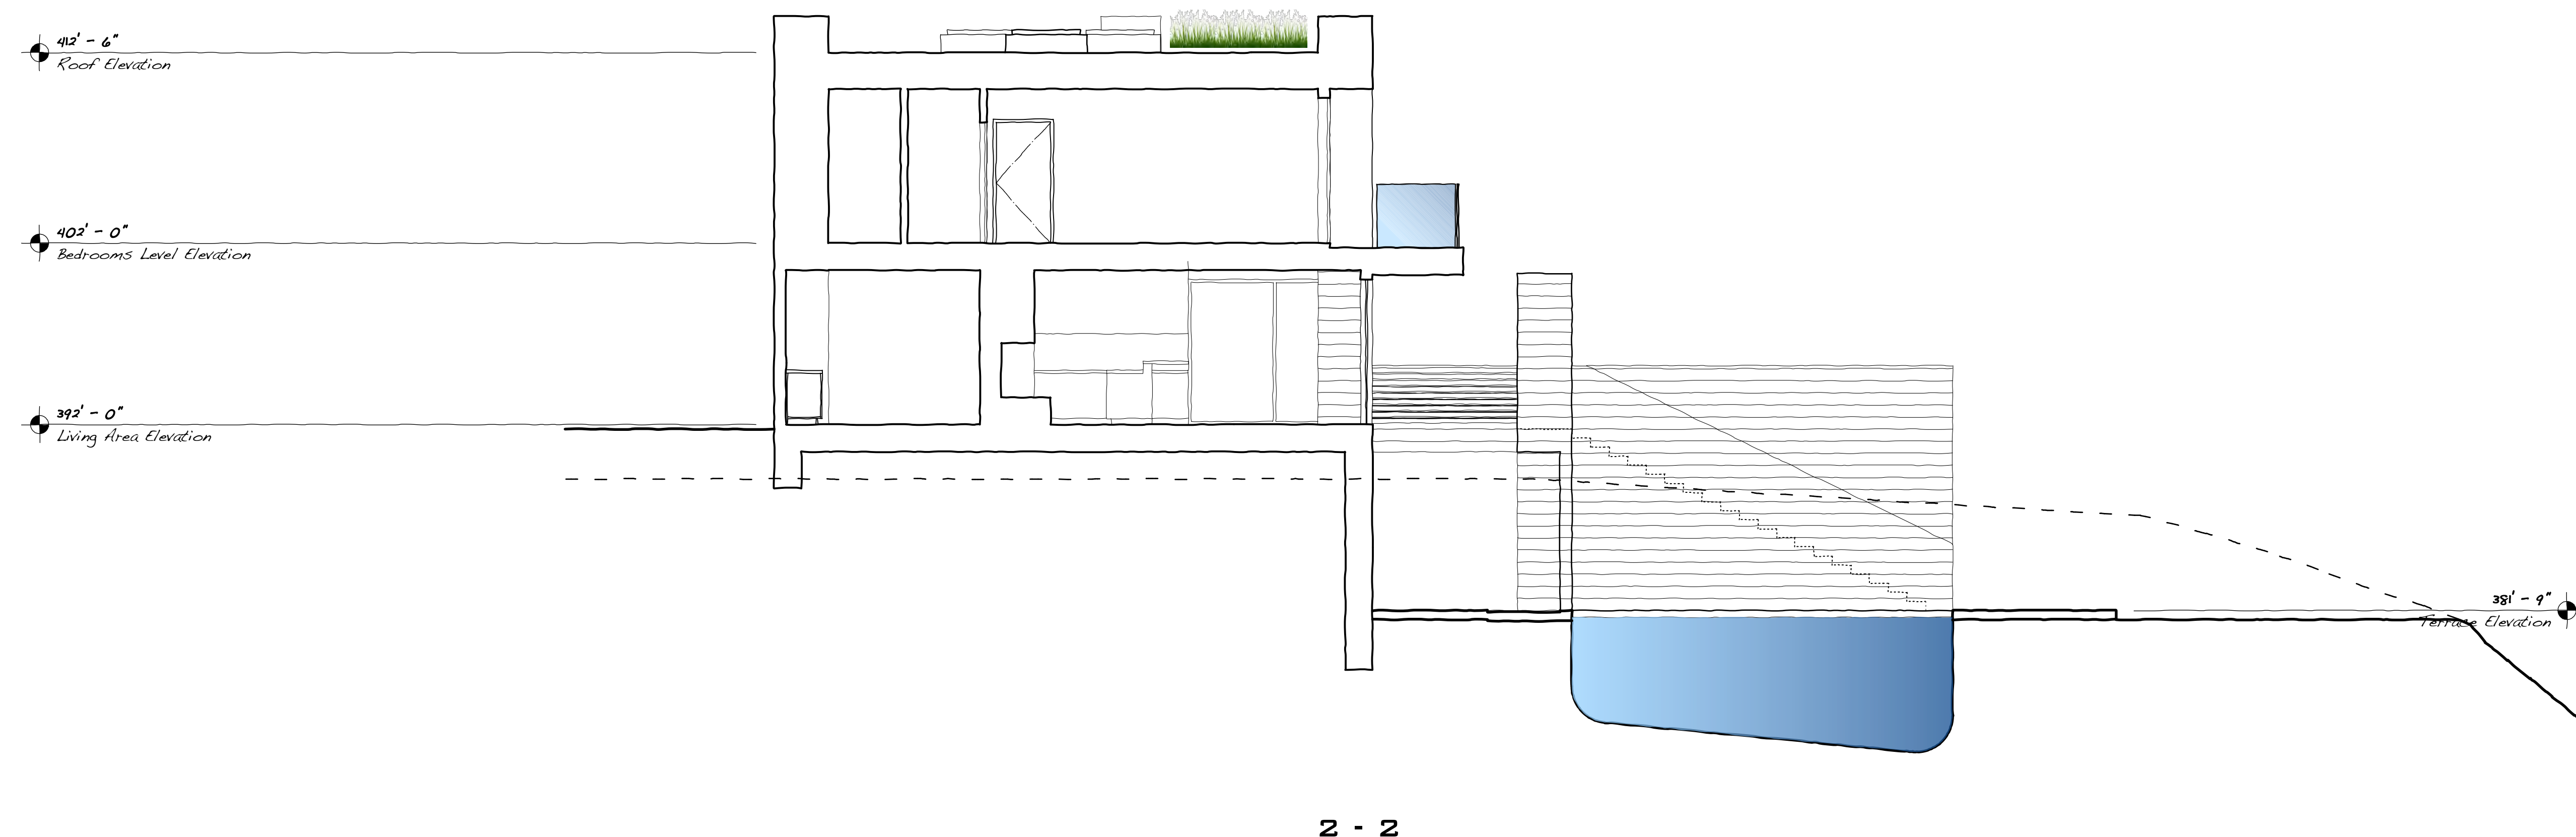 412' - 6"
Roof Elevation
402' - 0"
Bedrooms Level Elevation
392' - 0"
Living Area Elevation
381' - 9"
Terrace Elevation
2 - 2